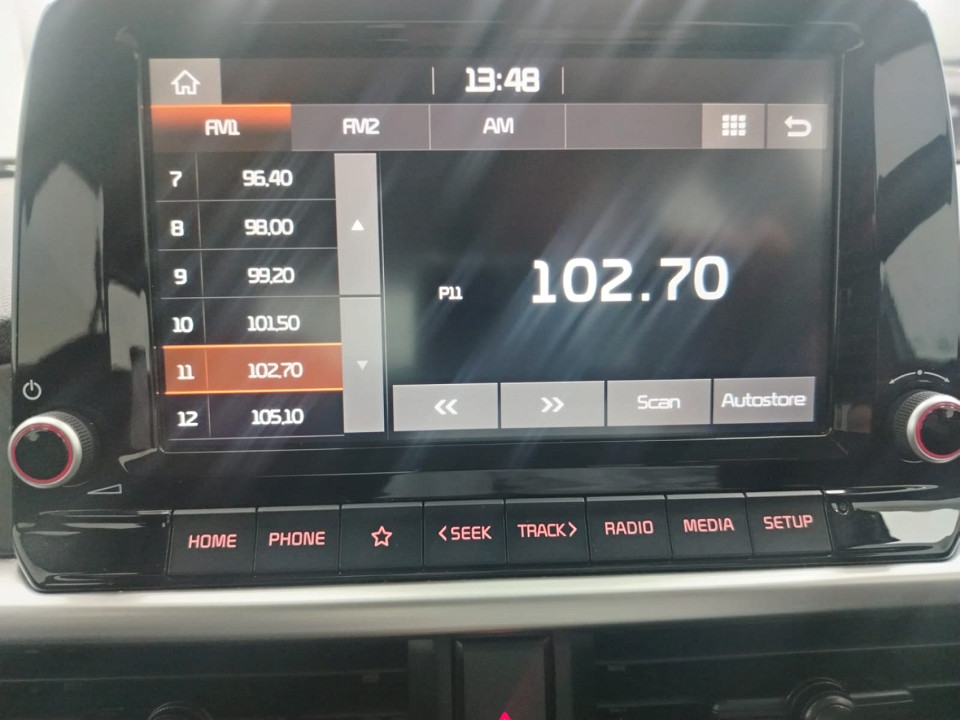 13:48
FM1 FM2 AM
7 96.40
8 98.00
9 99.20
10 101.50
11 102.70
12 105.10
P11 102.70
Scan Autostore
HOME PHONE <SEEK TRACK> RADIO MEDIA SETUP